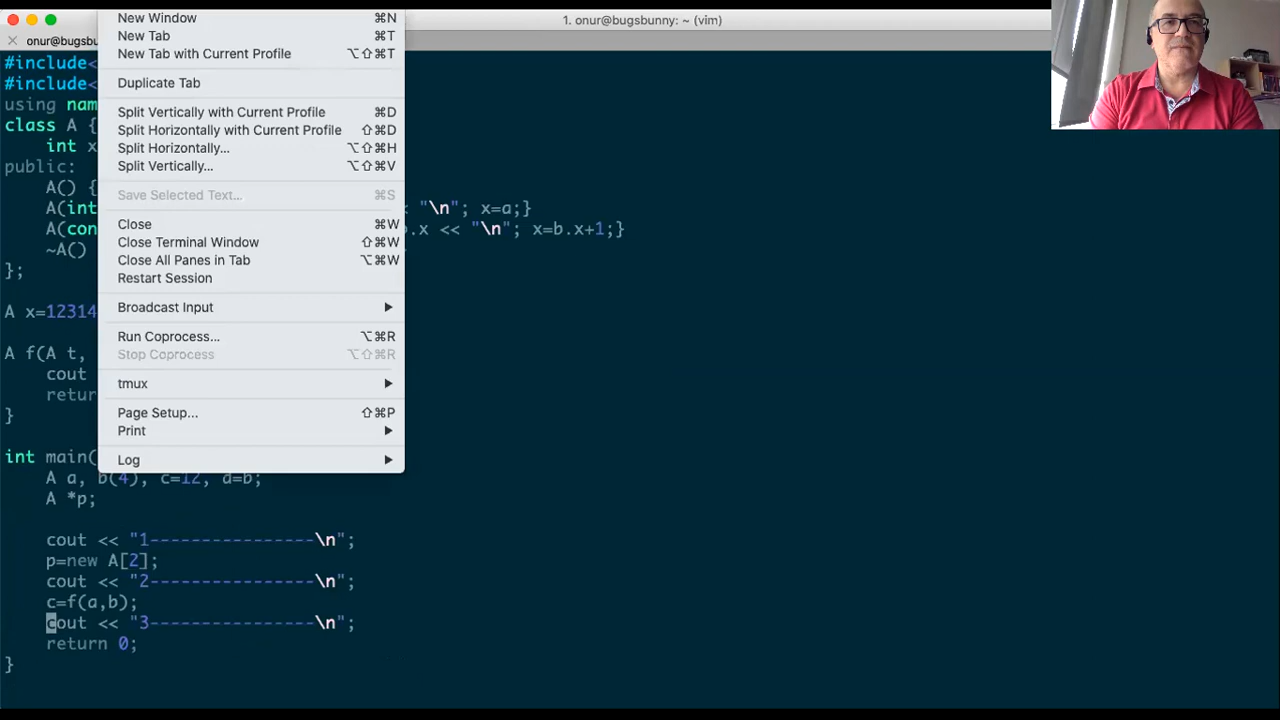 1. onur@bugsbunny: ~ (vim)
onur@bugsbu
New Window ⌘N
New Tab ⌘T
New Tab with Current Profile ⌥⇧⌘T
Duplicate Tab
Split Vertically with Current Profile ⌘D
Split Horizontally with Current Profile ⇧⌘D
Split Horizontally... ⌥⇧⌘H
Split Vertically... ⌥⇧⌘V
Save Selected Text... ⌘S
Close ⌘W
Close Terminal Window ⇧⌘W
Close All Panes in Tab ⌥⌘W
Restart Session
Broadcast Input
Run Coprocess... ⌥⌘R
Stop Coprocess ⌥⇧⌘R
tmux
Page Setup... ⇧⌘P
Print
Log
#include<
#include<
using nam
class A {
int x
public:
A() {
A(int "\n"; x=a;}
A(con .x << "\n"; x=b.x+1;}
~A()
};
A x=12314
A f(A t,
cout
retur
}
int main(
A a, b(4), c=12, d=b;
A *p;
cout << "1----------------\n";
p=new A[2];
cout << "2----------------\n";
c=f(a,b);
cout << "3----------------\n";
return 0;
}